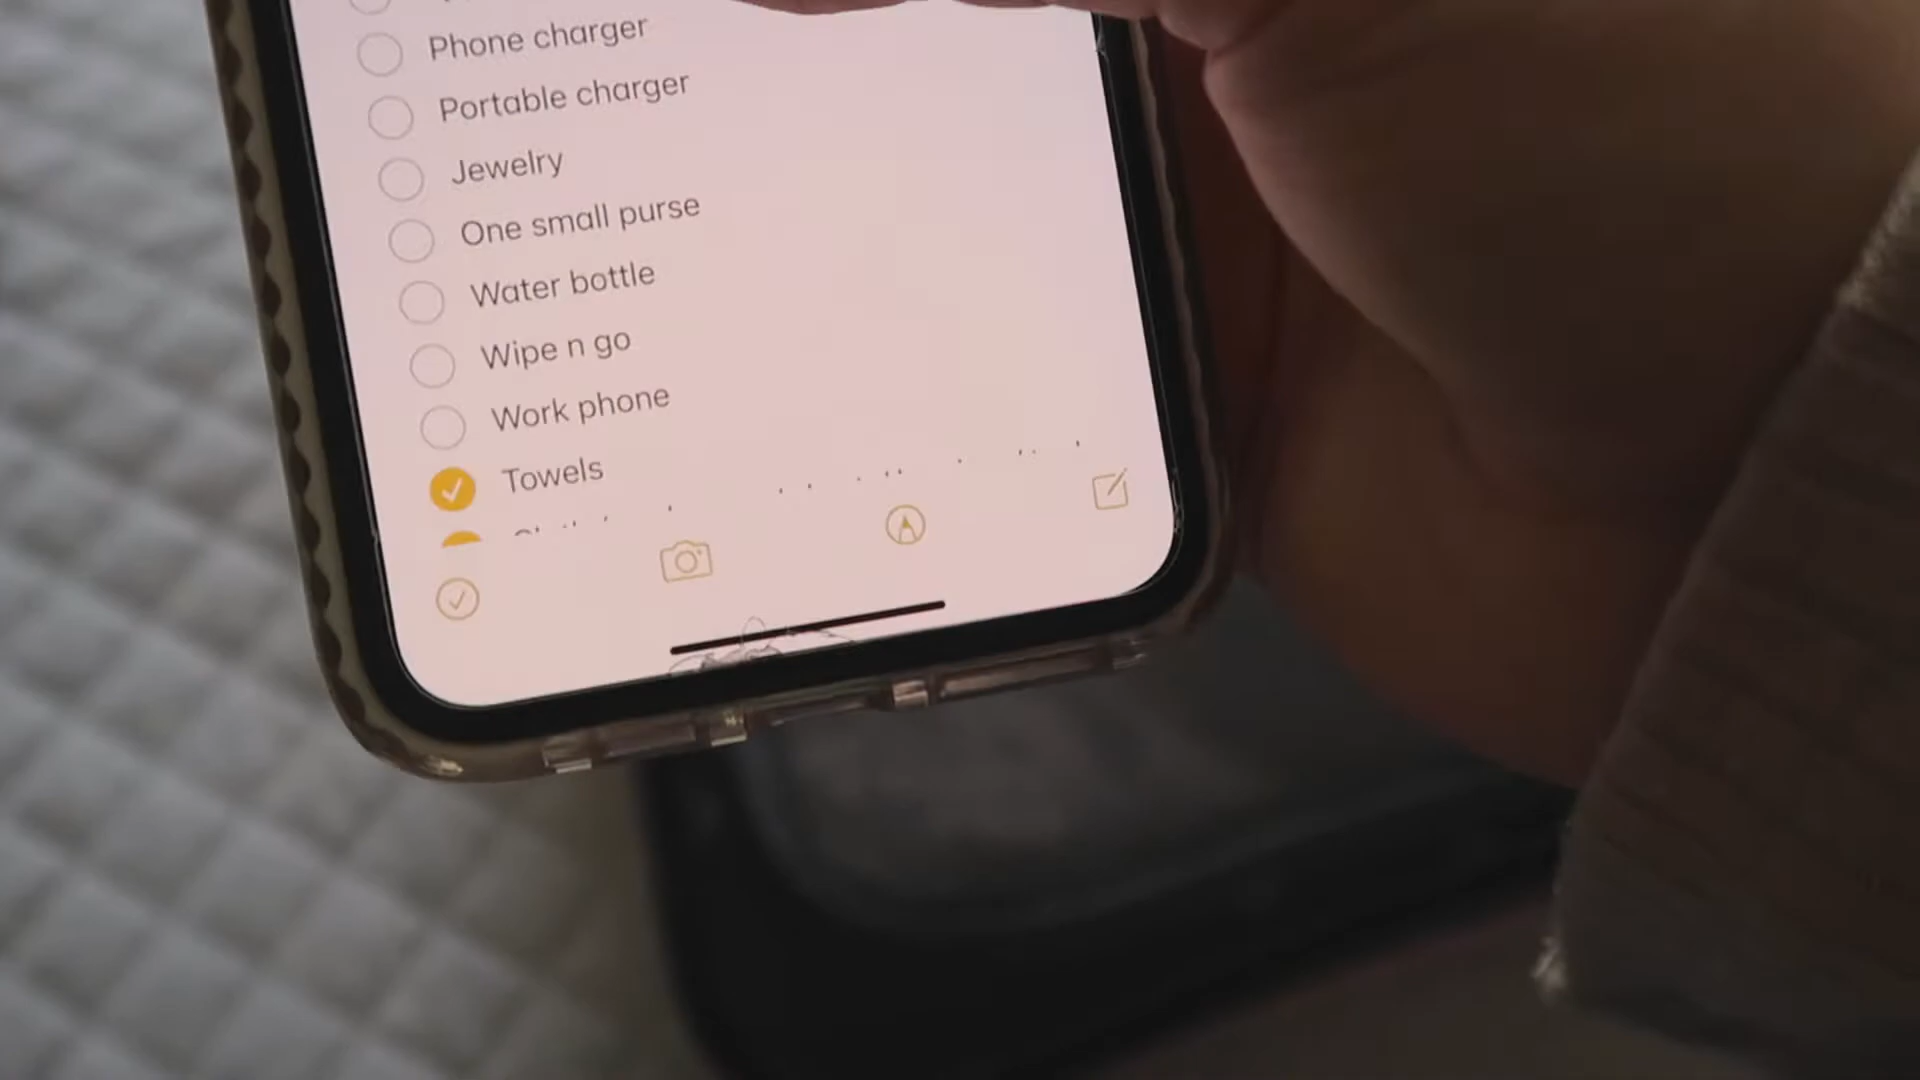 Phone charger
Portable charger
Jewelry
One small purse
Water bottle
Wipe n go
Work phone
Towels